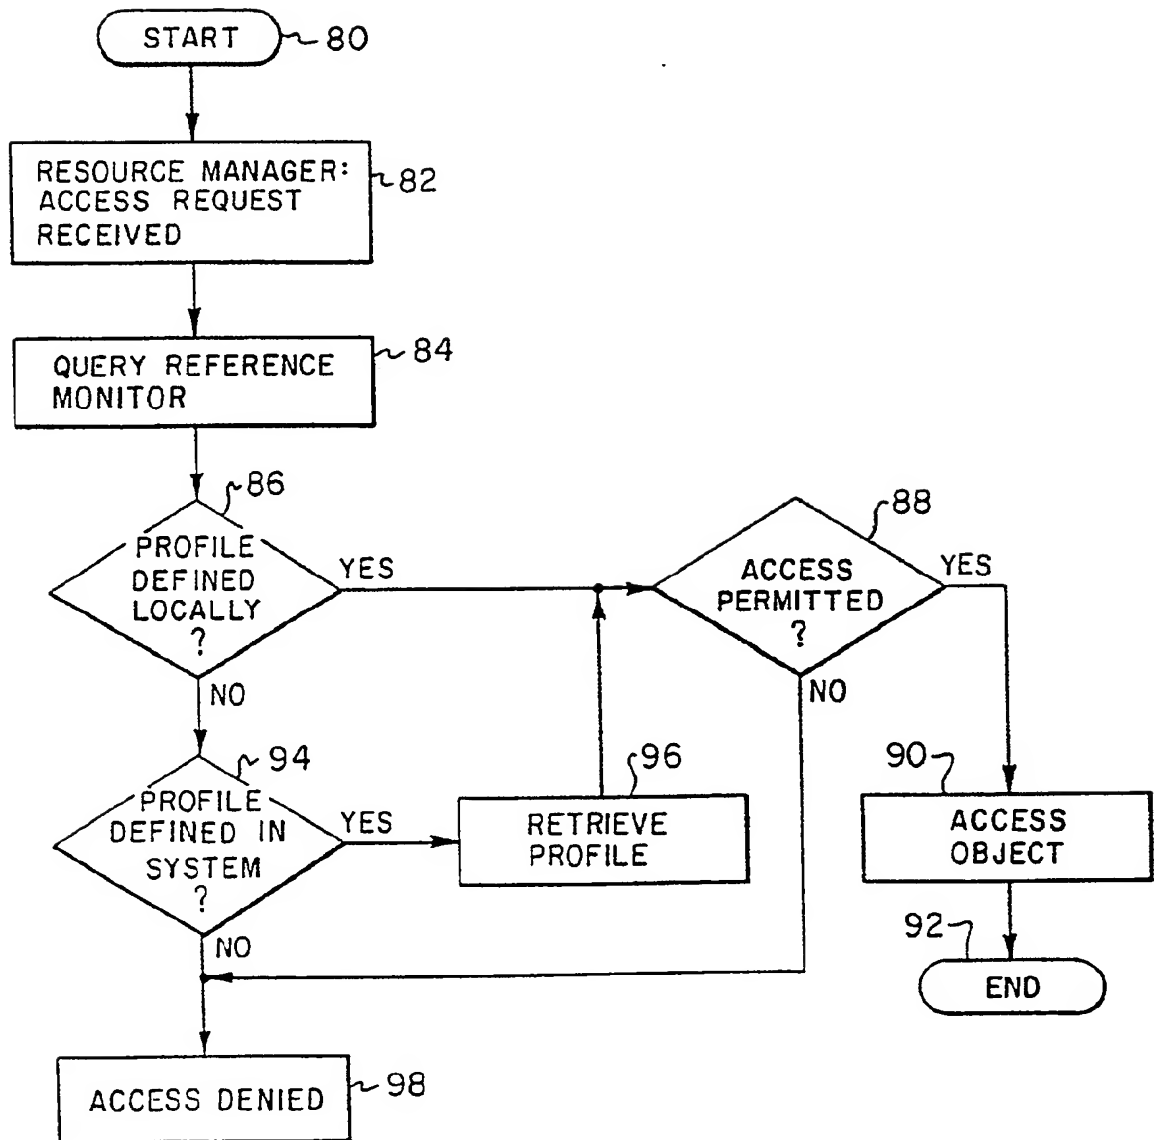 START
80
RESOURCE MANAGER:
ACCESS REQUEST
RECEIVED
82
QUERY REFERENCE
MONITOR
84
86
PROFILE
DEFINED
LOCALLY
?
YES
NO
88
ACCESS
PERMITTED
?
YES
NO
94
PROFILE
DEFINED IN
SYSTEM
?
YES
NO
96
RETRIEVE
PROFILE
90
ACCESS
OBJECT
92
END
ACCESS DENIED
98